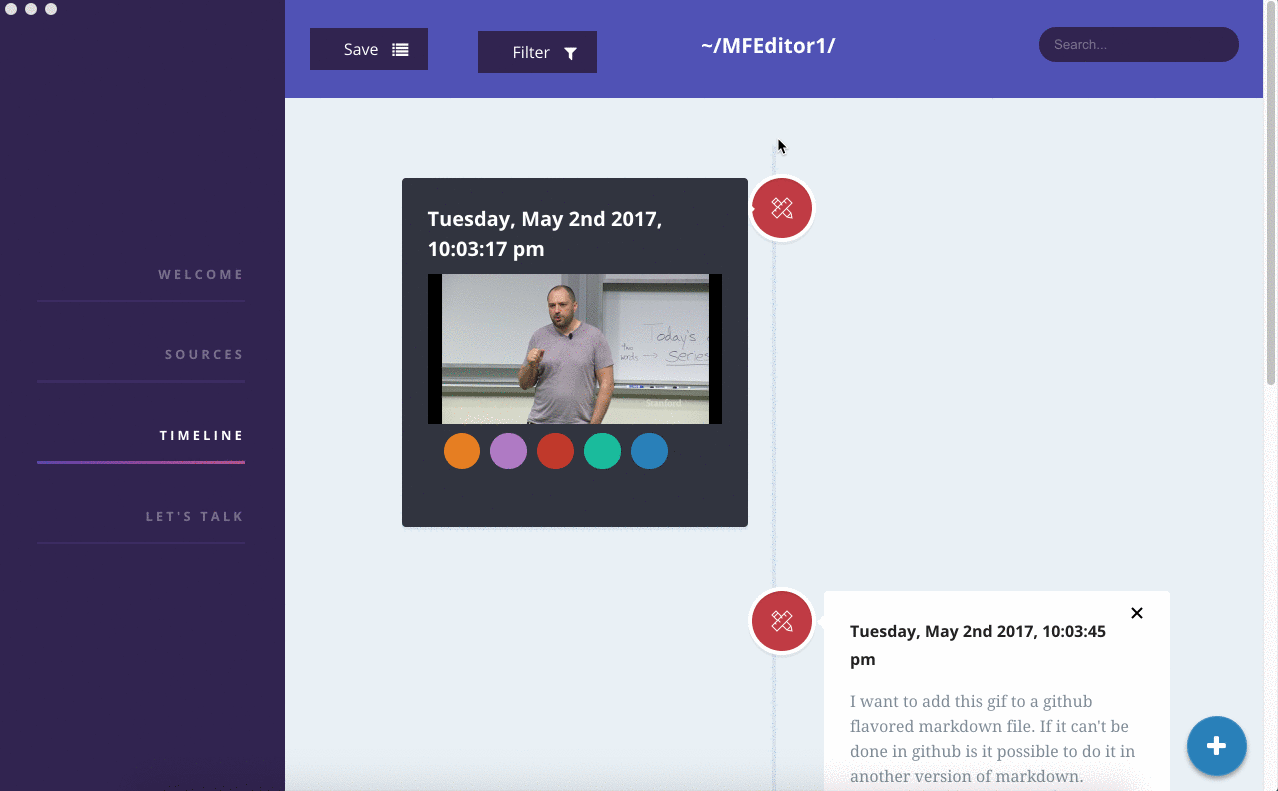 Save
Filter
~/MFEditor1/
Search...
WELCOME
SOURCES
TIMELINE
LET'S TALK
Tuesday, May 2nd 2017,
10:03:17 pm
Today's
two
words → Series
Stanford
Tuesday, May 2nd 2017, 10:03:45
pm
I want to add this gif to a github
flavored markdown file. If it can't be
done in github is it possible to do it in
another version of markdown.